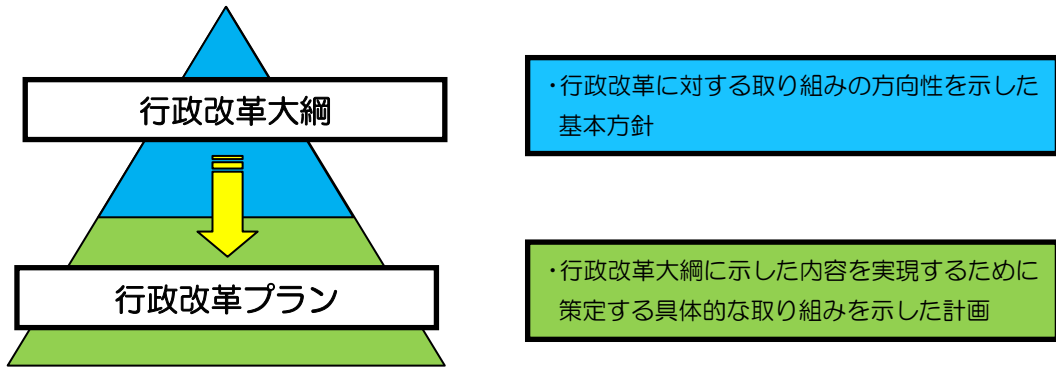 行政改革大綱
・行政改革に対する取り組みの方向性を示した
基本方針
行政改革プラン
・行政改革大綱に示した内容を実現するために
策定する具体的な取り組みを示した計画